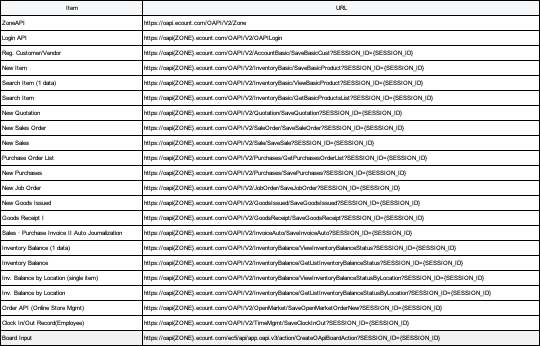 Item URL
ZoneAPI https://oapi.ecount.com/OAPI/V2/Zone
Login API https://oapi{ZONE}.ecount.com/OAPI/V2/OAPILogin
Reg. Customer/Vendor https://oapi{ZONE}.ecount.com/OAPI/V2/AccountBasic/SaveBasicCust?SESSION_ID={SESSION_ID}
New Item https://oapi{ZONE}.ecount.com/OAPI/V2/InventoryBasic/SaveBasicProduct?SESSION_ID={SESSION_ID}
Search Item (1 data) https://oapi{ZONE}.ecount.com/OAPI/V2/InventoryBasic/ViewBasicProduct?SESSION_ID={SESSION_ID}
Search Item https://oapi{ZONE}.ecount.com/OAPI/V2/InventoryBasic/GetBasicProductsList?SESSION_ID={SESSION_ID}
New Quotation https://oapi{ZONE}.ecount.com/OAPI/V2/Quotation/SaveQuotation?SESSION_ID={SESSION_ID}
New Sales Order https://oapi{ZONE}.ecount.com/OAPI/V2/SaleOrder/SaveSaleOrder?SESSION_ID={SESSION_ID}
New Sales https://oapi{ZONE}.ecount.com/OAPI/V2/Sale/SaveSale?SESSION_ID={SESSION_ID}
Purchase Order List https://oapi{ZONE}.ecount.com/OAPI/V2/Purchases/GetPurchasesOrderList?SESSION_ID={SESSION_ID}
New Purchases https://oapi{ZONE}.ecount.com/OAPI/V2/Purchases/SavePurchases?SESSION_ID={SESSION_ID}
New Job Order https://oapi{ZONE}.ecount.com/OAPI/V2/JobOrder/SaveJobOrder?SESSION_ID={SESSION_ID}
New Goods Issued https://oapi{ZONE}.ecount.com/OAPI/V2/GoodsIssued/SaveGoodsIssued?SESSION_ID={SESSION_ID}
Goods Receipt I https://oapi{ZONE}.ecount.com/OAPI/V2/GoodsReceipt/SaveGoodsReceipt?SESSION_ID={SESSION_ID}
Sales · Purchase Invoice II Auto Journalization https://oapi{ZONE}.ecount.com/OAPI/V2/InvoiceAuto/SaveInvoiceAuto?SESSION_ID={SESSION_ID}
Inventory Balance (1 data) https://oapi{ZONE}.ecount.com/OAPI/V2/InventoryBalance/ViewInventoryBalanceStatus?SESSION_ID={SESSION_ID}
Inventory Balance https://oapi{ZONE}.ecount.com/OAPI/V2/InventoryBalance/GetListInventoryBalanceStatus?SESSION_ID={SESSION_ID}
Inv. Balance by Location (single item) https://oapi{ZONE}.ecount.com/OAPI/V2/InventoryBalance/ViewInventoryBalanceStatusByLocation?SESSION_ID={SESSION_ID}
Inv. Balance by Location https://oapi{ZONE}.ecount.com/OAPI/V2/InventoryBalance/GetListInventoryBalanceStatusByLocation?SESSION_ID={SESSION_ID}
Order API (Online Store Mgmt) https://oapi{ZONE}.ecount.com/OAPI/V2/OpenMarket/SaveOpenMarketOrderNew?SESSION_ID={SESSION_ID}
Clock In/Out Record(Employee) https://oapi{ZONE}.ecount.com/OAPI/V2/TimeMgmt/SaveClockInOut?SESSION_ID={SESSION_ID}
Board Input https://oapi{ZONE}.ecount.com/ec5/api/app.oapi.v3/action/CreateOApiBoardAction?SESSION_ID={SESSION_ID}